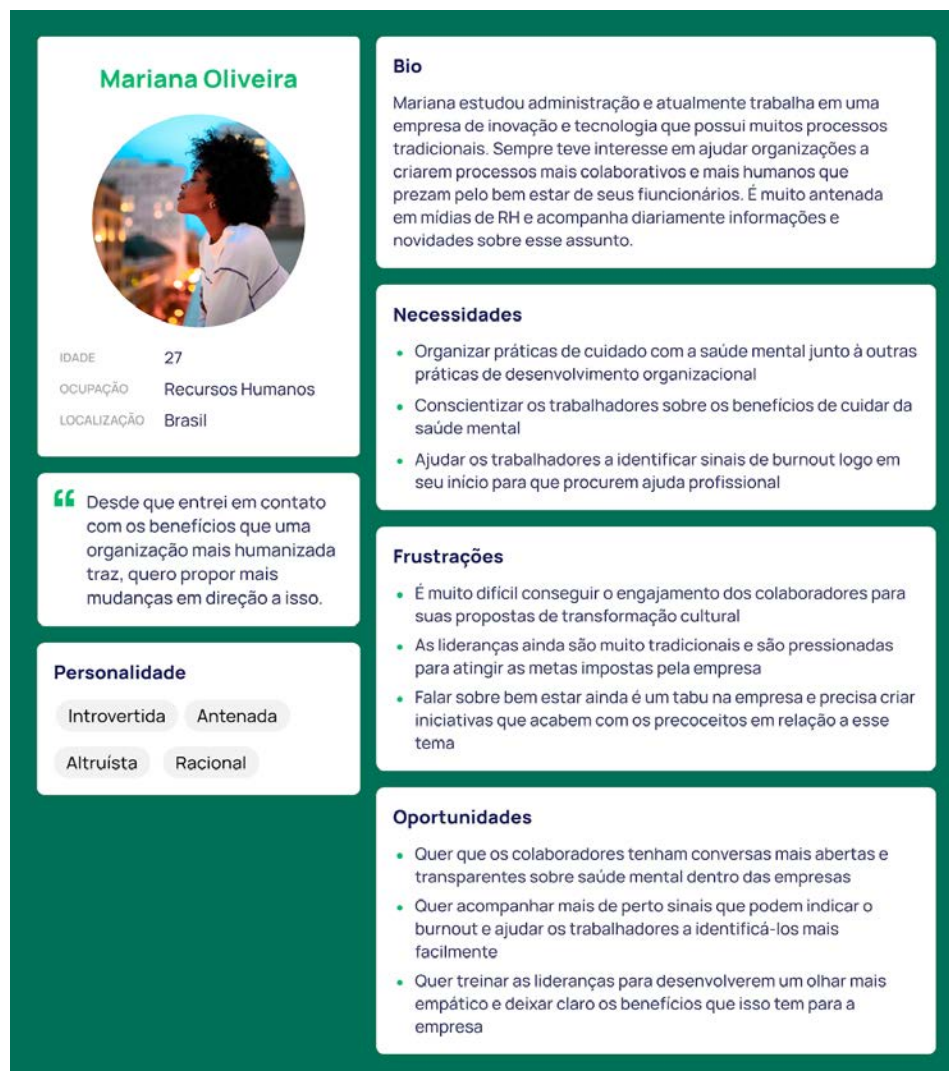 Mariana Oliveira
IDADE 27
OCUPAÇÃO Recursos Humanos
LOCALIZAÇÃO Brasil
“ Desde que entrei em contato
com os benefícios que uma
organização mais humanizada
traz, quero propor mais
mudanças em direção a isso.
Personalidade
Introvertida Antenada
Altruísta Racional
Bio
Mariana estudou administração e atualmente trabalha em uma
empresa de inovação e tecnologia que possui muitos processos
tradicionais. Sempre teve interesse em ajudar organizações a
criarem processos mais colaborativos e mais humanos que
prezam pelo bem estar de seus fiuncionários. É muito antenada
em mídias de RH e acompanha diariamente informações e
novidades sobre esse assunto.
Necessidades
• Organizar práticas de cuidado com a saúde mental junto à outras
práticas de desenvolvimento organizacional
• Conscientizar os trabalhadores sobre os benefícios de cuidar da
saúde mental
• Ajudar os trabalhadores a identificar sinais de burnout logo em
seu início para que procurem ajuda profissional
Frustrações
• É muito difícil conseguir o engajamento dos colaboradores para
suas propostas de transformação cultural
• As lideranças ainda são muito tradicionais e são pressionadas
para atingir as metas impostas pela empresa
• Falar sobre bem estar ainda é um tabu na empresa e precisa criar
iniciativas que acabem com os precoceitos em relação a esse
tema
Oportunidades
• Quer que os colaboradores tenham conversas mais abertas e
transparentes sobre saúde mental dentro das empresas
• Quer acompanhar mais de perto sinais que podem indicar o
burnout e ajudar os trabalhadores a identificá-los mais
facilmente
• Quer treinar as lideranças para desenvolverem um olhar mais
empático e deixar claro os benefícios que isso tem para a
empresa